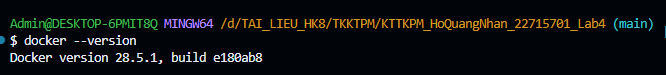 Admin@DESKTOP-6PMIT8Q MINGW64 /d/TAI_LIEU_HK8/TKKTPM/KTTKPM_HoQuangNhan_22715701_Lab4 (main)
$ docker --version
Docker version 28.5.1, build e180ab8